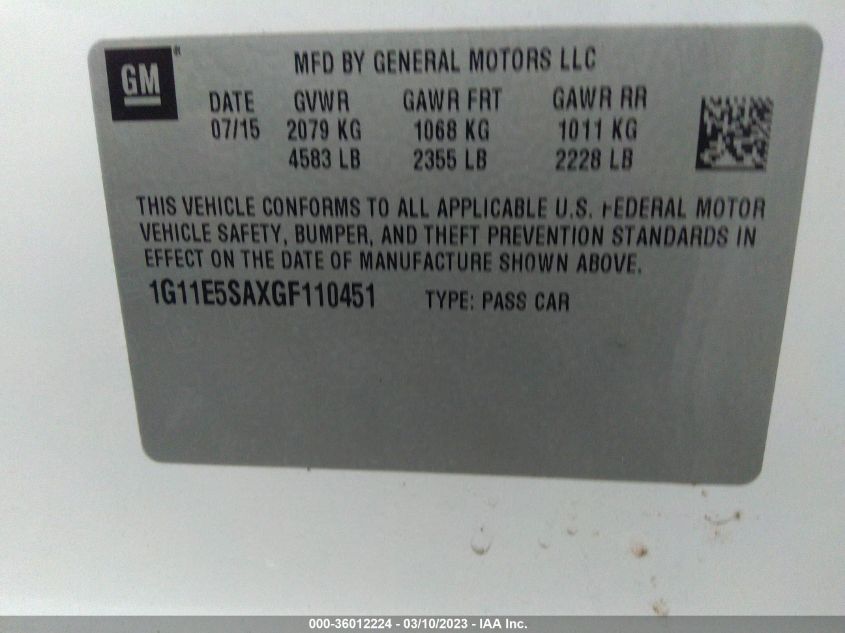 GM
MFD BY GENERAL MOTORS LLC
DATE GVWR GAWR FRT GAWR RR
07/15 2079 KG 1068 KG 1011 KG
4583 LB 2355 LB 2228 LB
THIS VEHICLE CONFORMS TO ALL APPLICABLE U.S. FEDERAL MOTOR
VEHICLE SAFETY, BUMPER, AND THEFT PREVENTION STANDARDS IN
EFFECT ON THE DATE OF MANUFACTURE SHOWN ABOVE.
1G11E5SAXGF110451 TYPE: PASS CAR
000-36012224 - 03/10/2023 - IAA Inc.